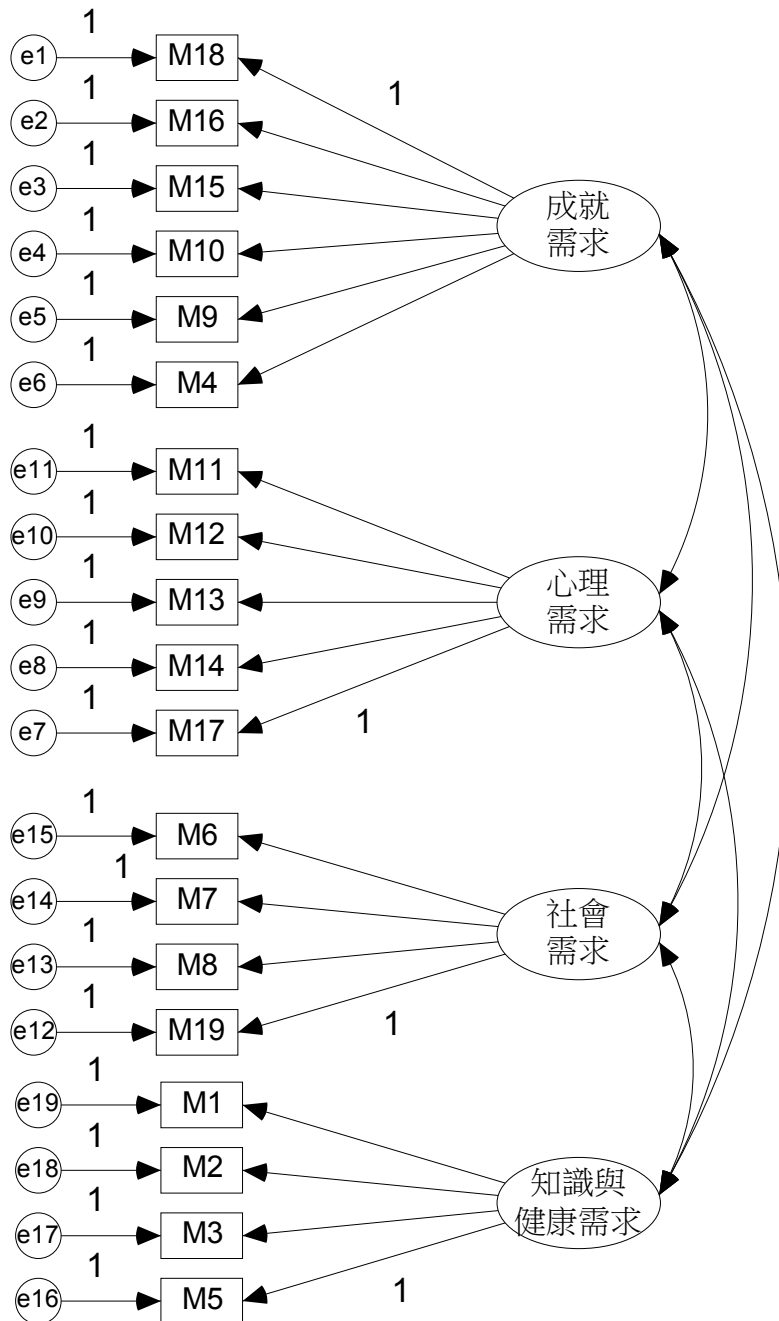 1
e1 M18
1
1
e2 M16
1
e3 M15
成就
需求
1
e4 M10
1
e5 M9
1
e6 M4
1
e11 M11
1
e10 M12
1
e9 M13
心理
需求
1
e8 M14
1
e7 M17
1
1
e15 M6
1
e14 M7
社會
需求
1
e13 M8
1
e12 M19
1
1
e19 M1
1
e18 M2
知識與
健康需求
1
e17 M3
1
e16 M5
1